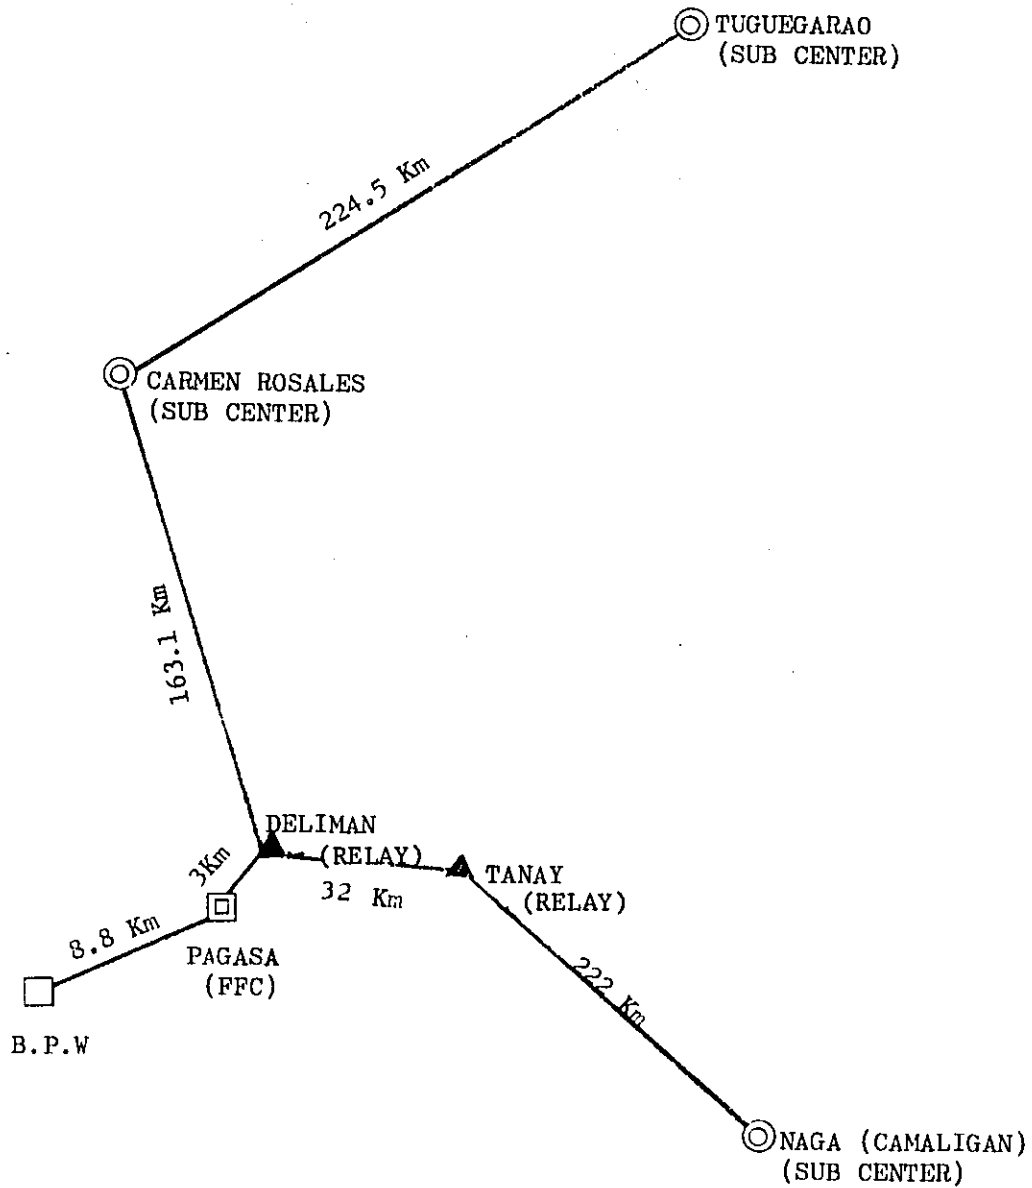 TUGUEGARAO
(SUB CENTER)
224.5 Km
CARMEN ROSALES
(SUB CENTER)
163.1 Km
DELIMAN
(RELAY)
3Km
32 Km
TANAY
(RELAY)
8.8 Km
PAGASA
(FFC)
222 Km
B.P.W
NAGA (CAMALIGAN)
(SUB CENTER)